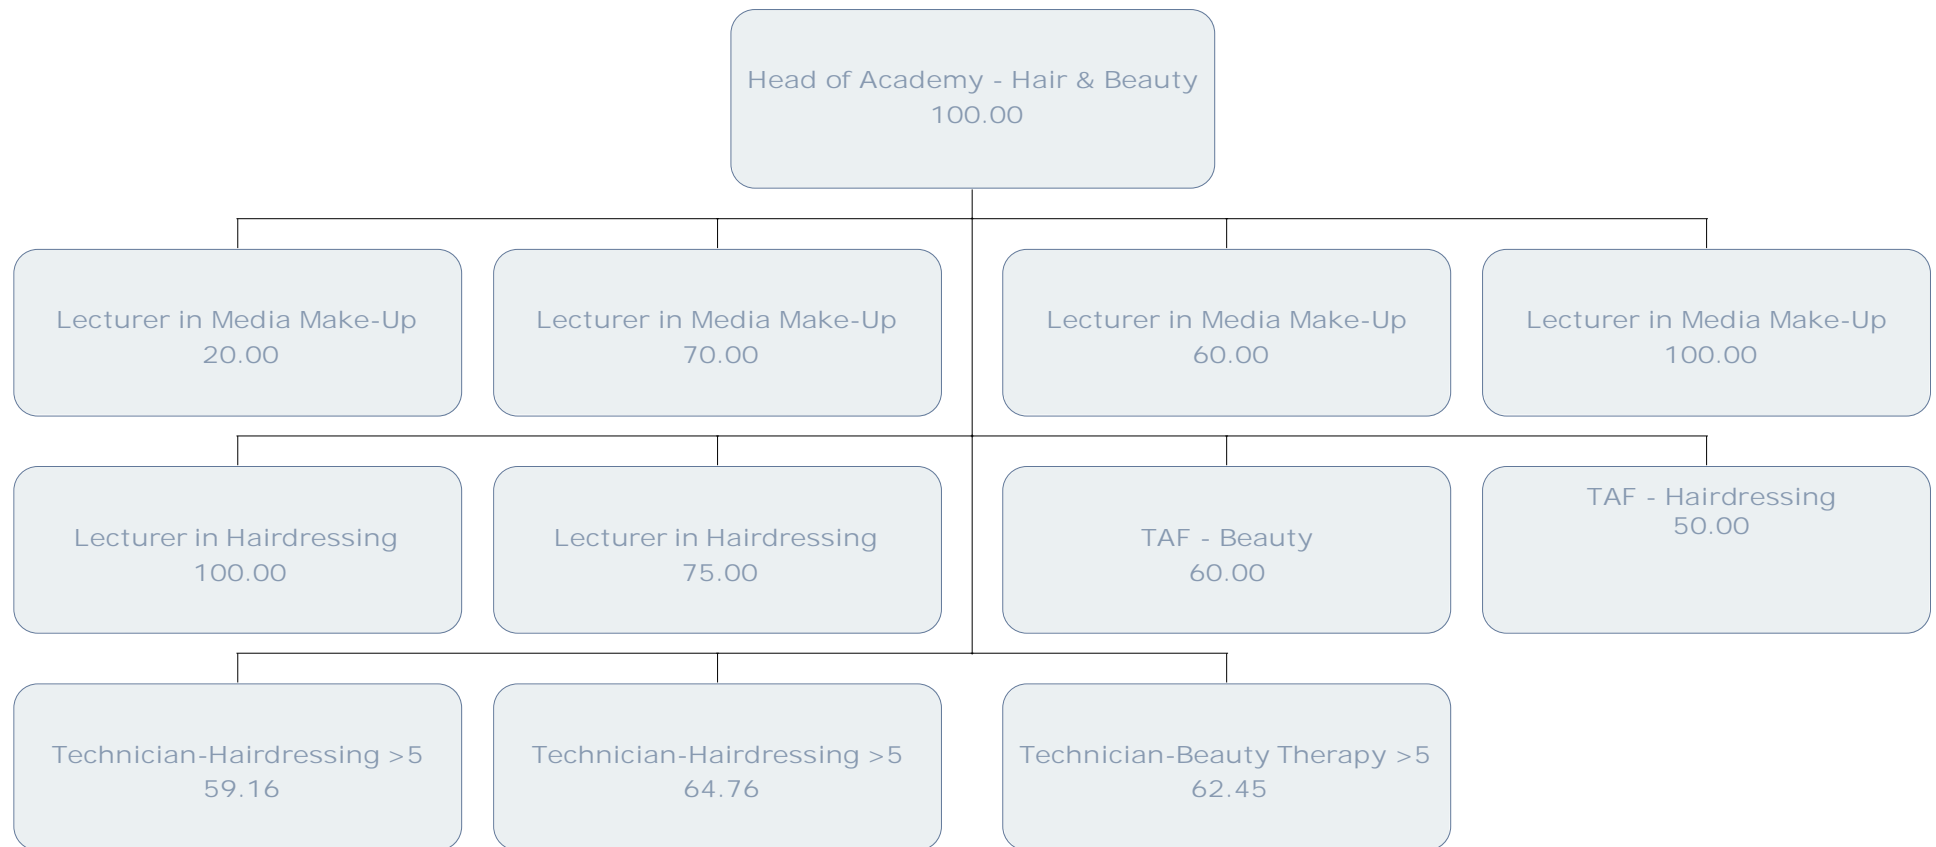 Head of Academy - Hair & Beauty
100.00
Lecturer in Media Make-Up
20.00
Lecturer in Media Make-Up
70.00
Lecturer in Media Make-Up
60.00
Lecturer in Media Make-Up
100.00
Lecturer in Hairdressing
100.00
Lecturer in Hairdressing
75.00
TAF - Beauty
60.00
TAF - Hairdressing
50.00
Technician-Hairdressing >5
59.16
Technician-Hairdressing >5
64.76
Technician-Beauty Therapy >5
62.45